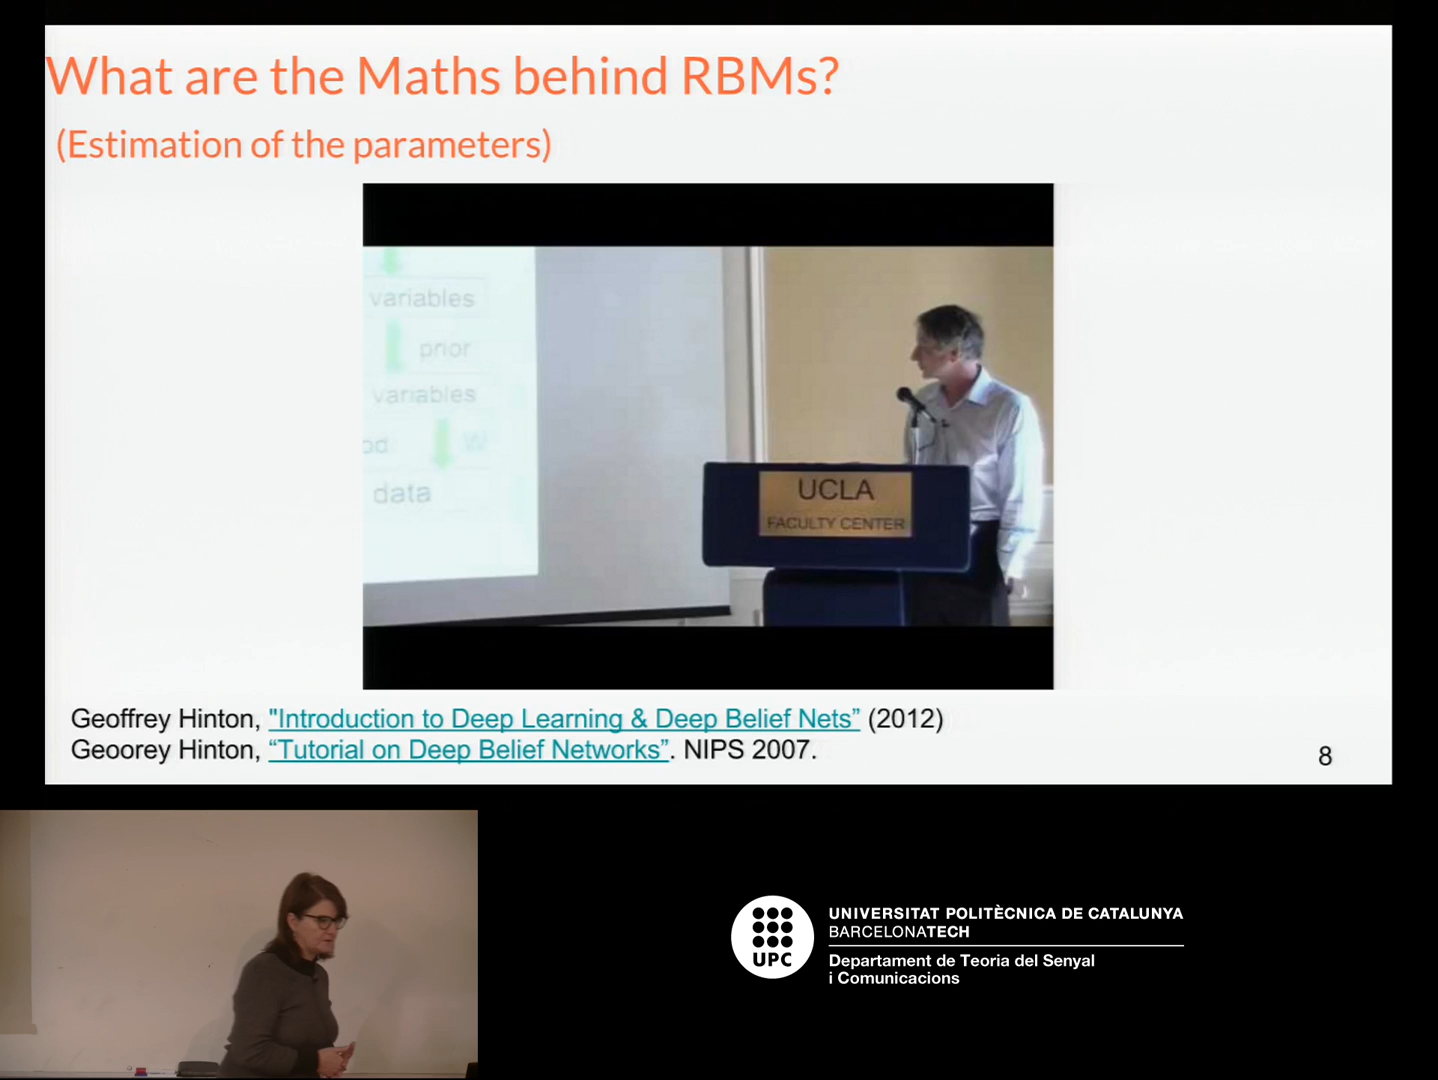 What are the Maths behind RBMs?
(Estimation of the parameters)
variables
prior
variables
od
W
data
UCLA
FACULTY CENTER
Geoffrey Hinton, "Introduction to Deep Learning & Deep Belief Nets” (2012)
Geoorey Hinton, “Tutorial on Deep Belief Networks”. NIPS 2007.
8
UPC
UNIVERSITAT POLITÈCNICA DE CATALUNYA
BARCELONATECH
Departament de Teoria del Senyal
i Comunicacions